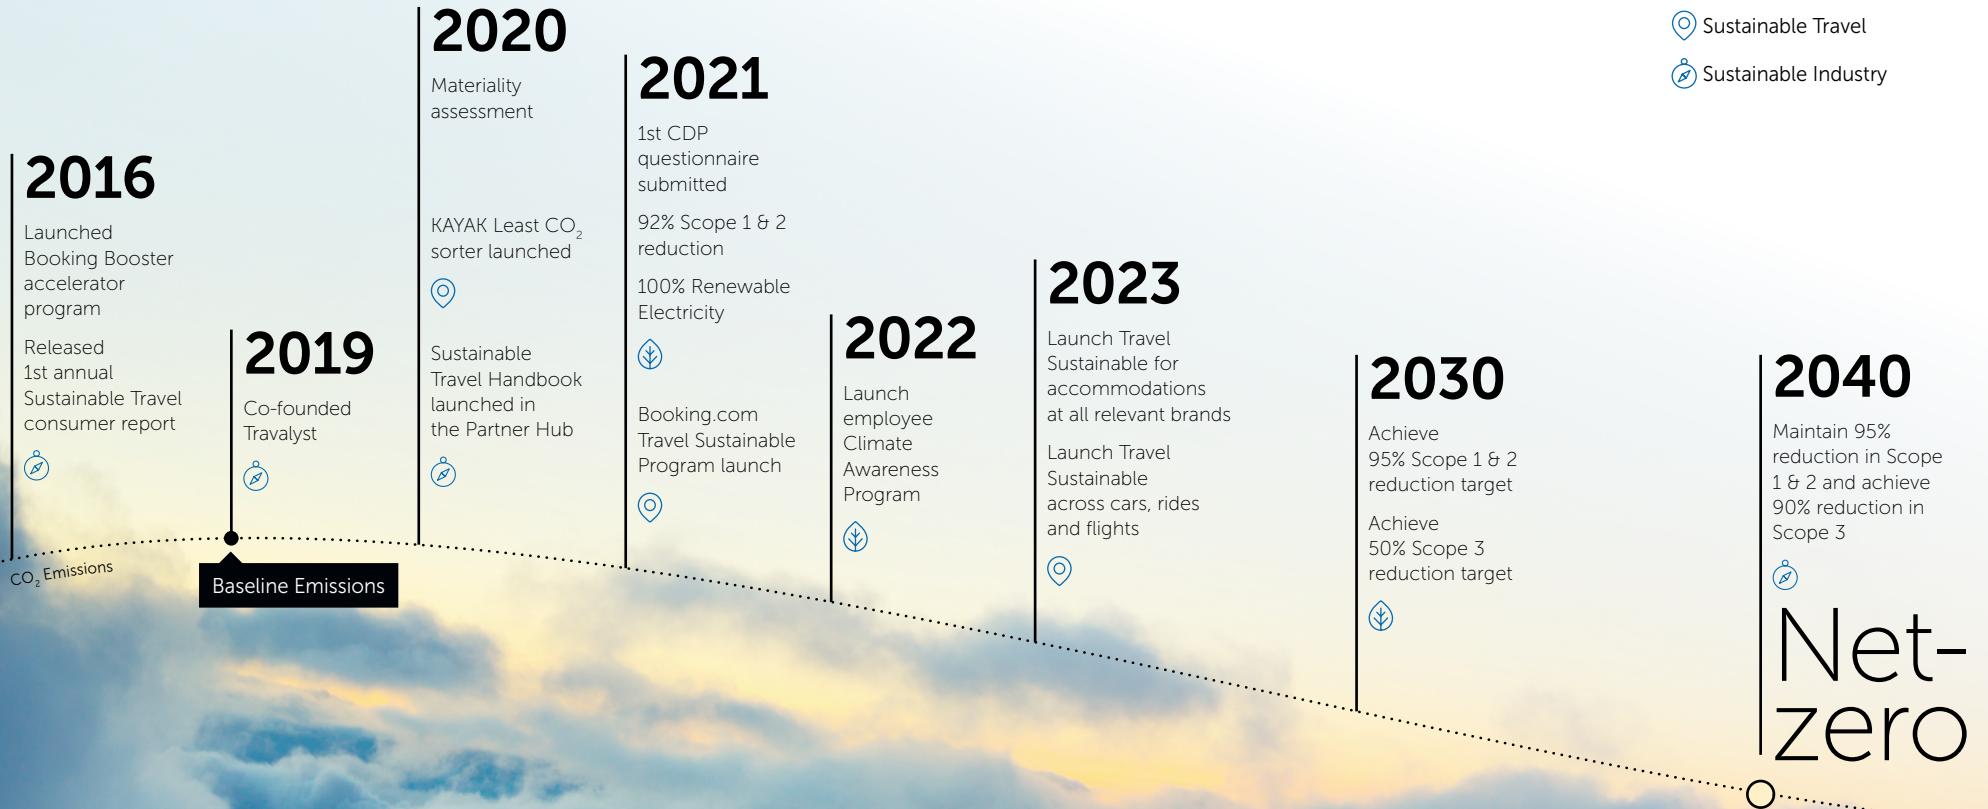 Sustainable Travel
Sustainable Industry
2016
Launched
Booking Booster
accelerator
program
Released
1st annual
Sustainable Travel
consumer report
2019
Co-founded
Travalyst
2020
Materiality
assessment
KAYAK Least CO₂
sorter launched
Sustainable
Travel Handbook
launched in
the Partner Hub
2021
1st CDP
questionnaire
submitted
92% Scope 1 & 2
reduction
100% Renewable
Electricity
Booking.com
Travel Sustainable
Program launch
2022
Launch
employee
Climate
Awareness
Program
2023
Launch Travel
Sustainable for
accommodations
at all relevant brands
Launch Travel
Sustainable
across cars, rides
and flights
2030
Achieve
95% Scope 1 & 2
reduction target
Achieve
50% Scope 3
reduction target
2040
Maintain 95%
reduction in Scope
1 & 2 and achieve
90% reduction in
Scope 3
Net-
zero
CO₂ Emissions
Baseline Emissions